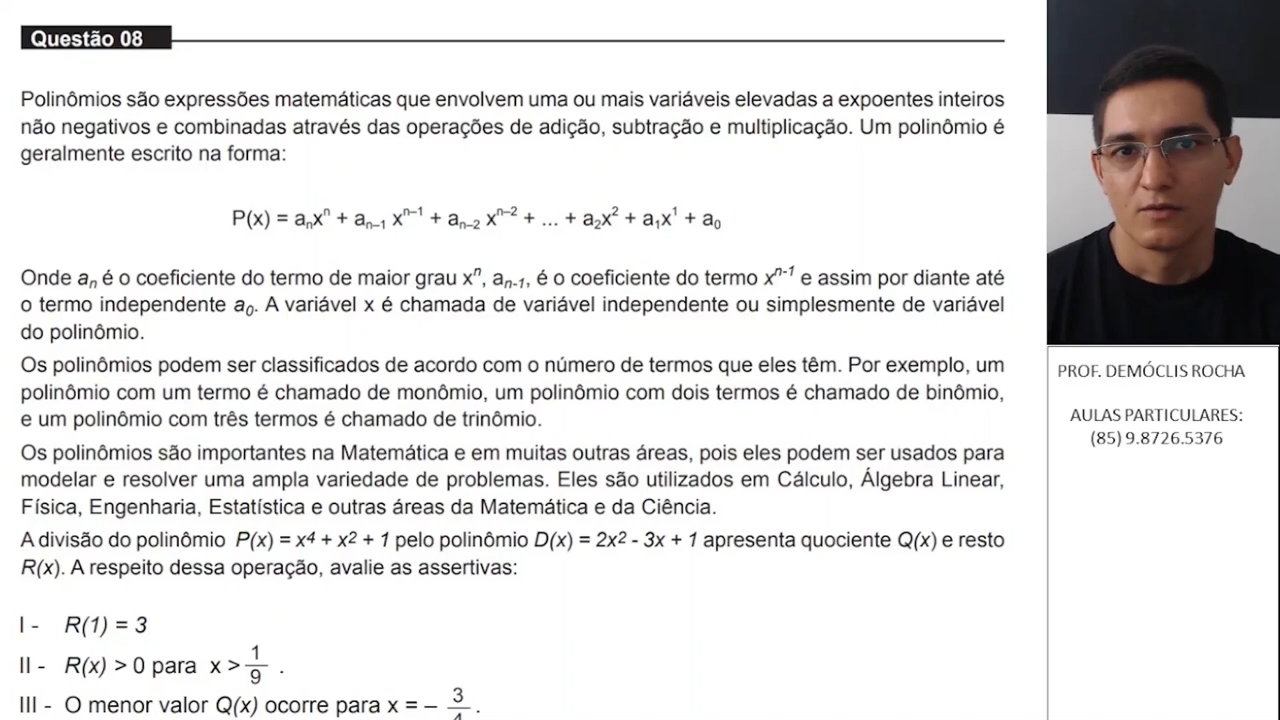 Questão 08
Polinômios são expressões matemáticas que envolvem uma ou mais variáveis elevadas a expoentes inteiros
não negativos e combinadas através das operações de adição, subtração e multiplicação. Um polinômio é
geralmente escrito na forma:
P(x) = aₙxⁿ + aₙ₋₁ xⁿ⁻¹ + aₙ₋₂ xⁿ⁻² + ... + a₂x² + a₁x¹ + a₀
Onde aₙ é o coeficiente do termo de maior grau xⁿ, aₙ₋₁, é o coeficiente do termo xⁿ⁻¹ e assim por diante até
o termo independente a₀. A variável x é chamada de variável independente ou simplesmente de variável
do polinômio.
Os polinômios podem ser classificados de acordo com o número de termos que eles têm. Por exemplo, um
polinômio com um termo é chamado de monômio, um polinômio com dois termos é chamado de binômio,
e um polinômio com três termos é chamado de trinômio.
Os polinômios são importantes na Matemática e em muitas outras áreas, pois eles podem ser usados para
modelar e resolver uma ampla variedade de problemas. Eles são utilizados em Cálculo, Álgebra Linear,
Física, Engenharia, Estatística e outras áreas da Matemática e da Ciência.
A divisão do polinômio P(x) = x⁴ + x² + 1 pelo polinômio D(x) = 2x² - 3x + 1 apresenta quociente Q(x) e resto
R(x). A respeito dessa operação, avalie as assertivas:
I - R(1) = 3
II - R(x) > 0 para x > 1/9 .
III - O menor valor Q(x) ocorre para x = – 3/4 .
PROF. DEMÓCLIS ROCHA
AULAS PARTICULARES:
(85) 9.8726.5376